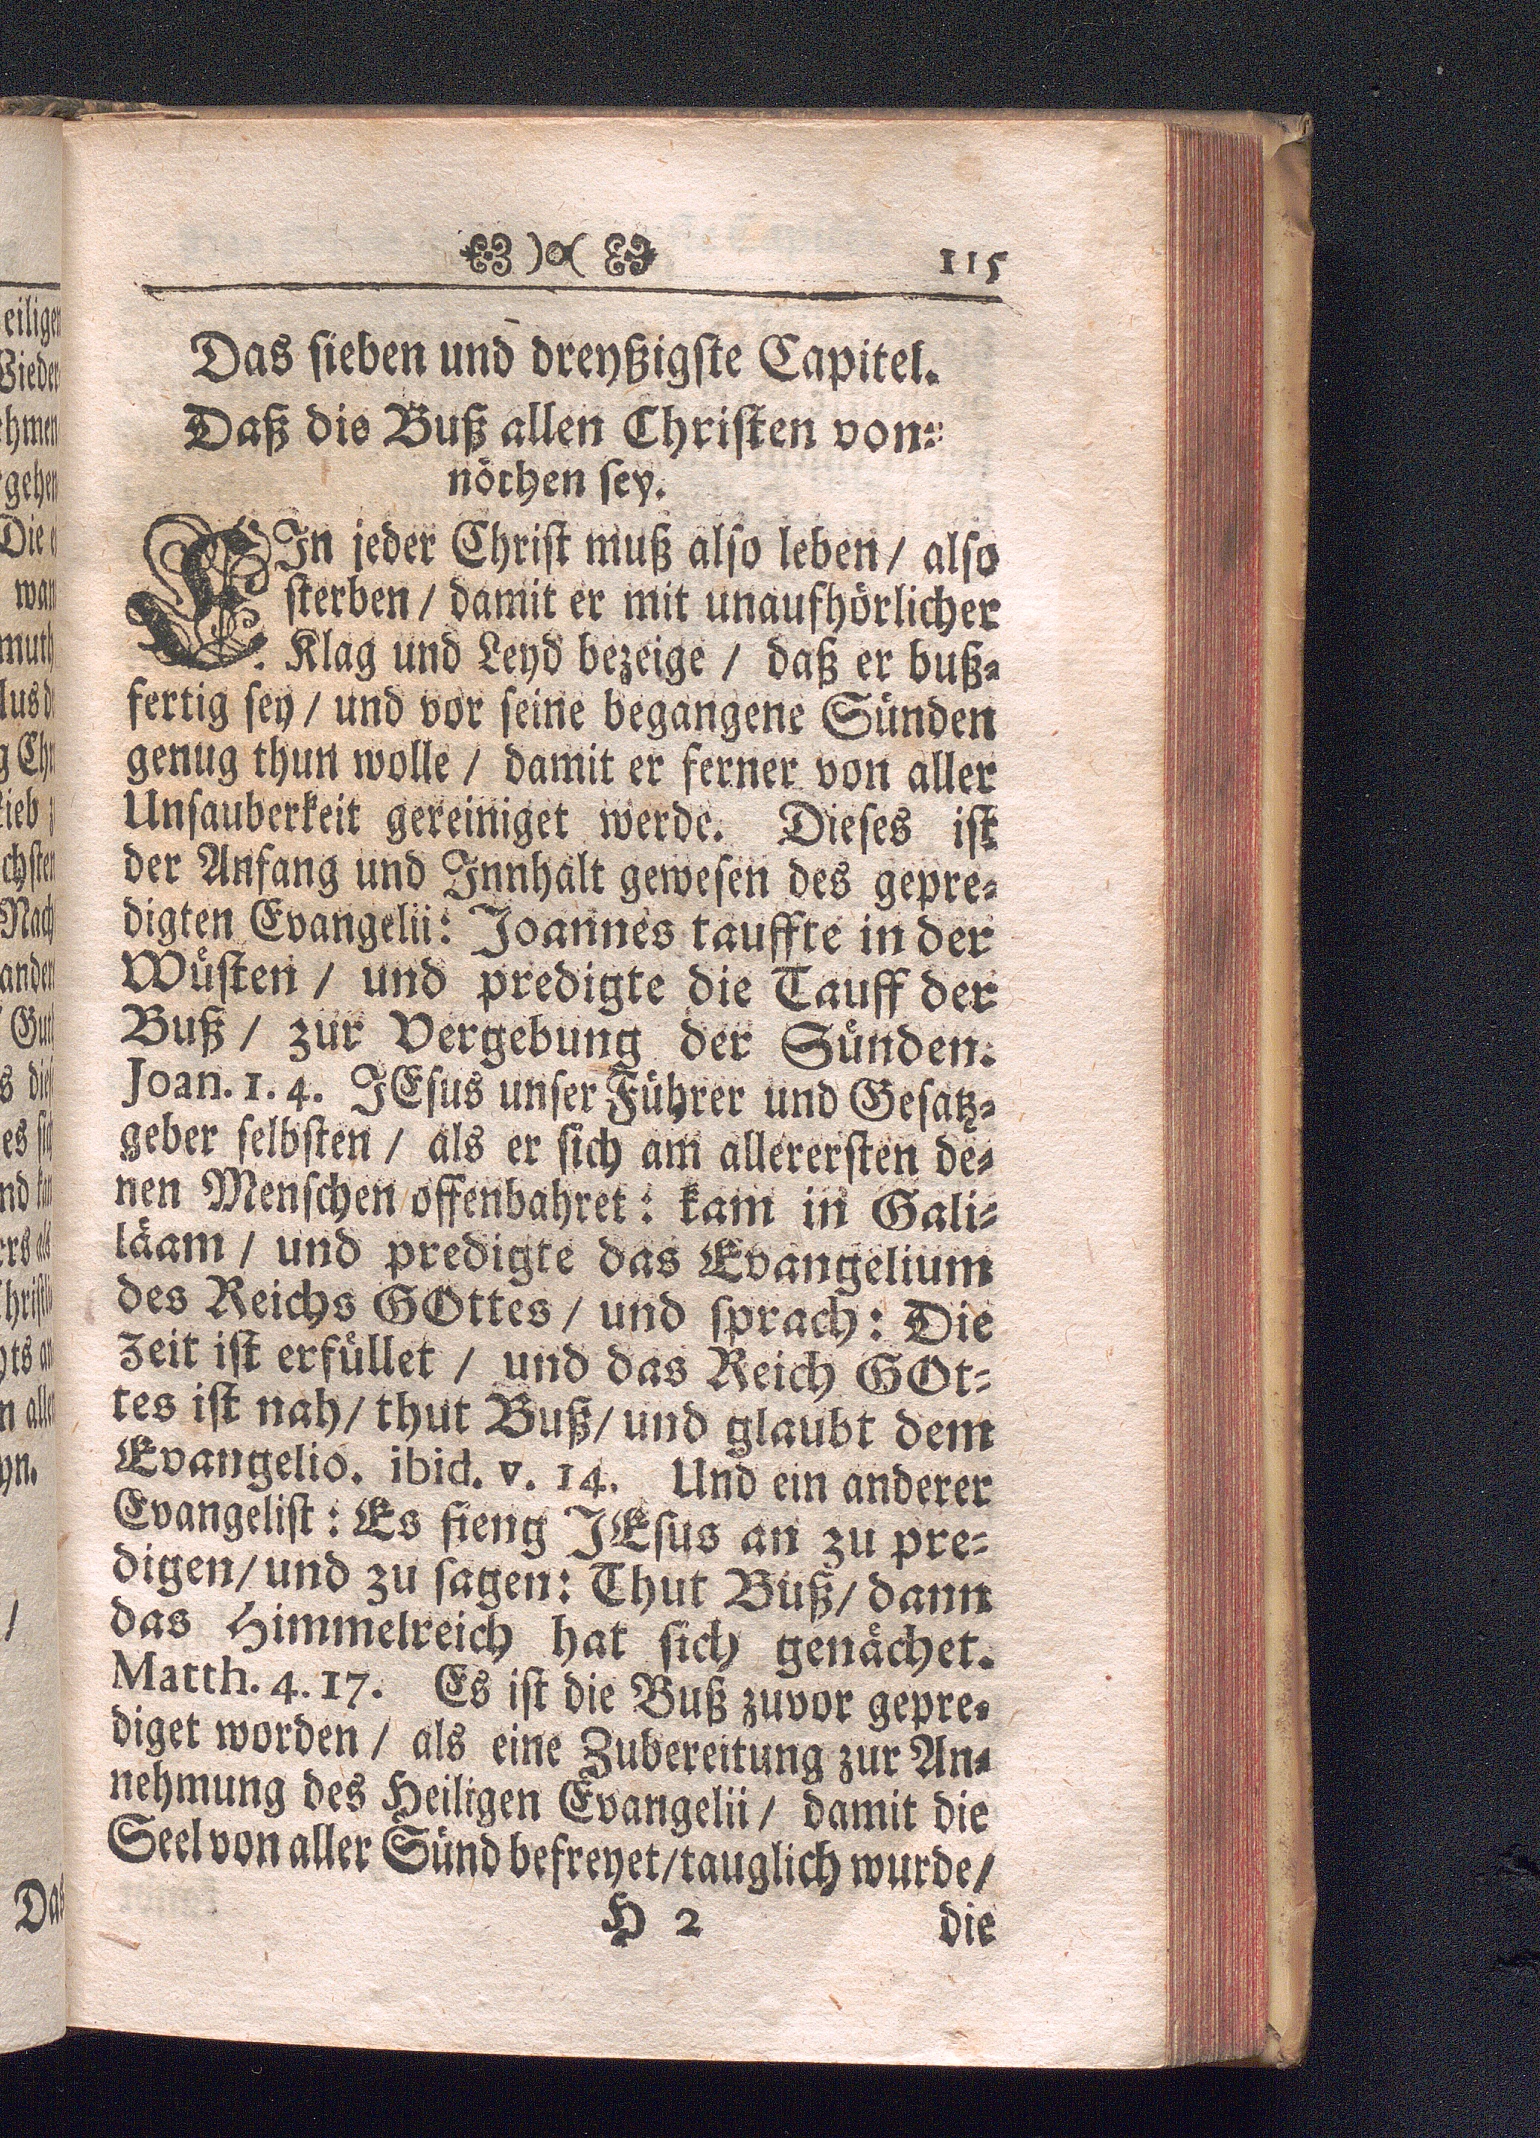 115
Das sieben und dreyßigste Capitel.
Daß die Buß allen Christen von-
nöthen sey.
EIn jeder Christ muß also leben / also
sterben / damit er mit unaufhörlicher
Klag und Leyd bezeige / daß er buß-
fertig sey / und vor seine begangene Sünden
genug thun wolle / damit er ferner von aller
Unsauberkeit gereiniget werde. Dieses ist
der Anfang und Innhalt gewesen des gepre-
digten Evangelii: Joannes tauffte in der
Wüsten / und predigte die Tauff der
Buß / zur Vergebung der Sünden.
Joan. 1. 4. JEsus unser Führer und Gesatz-
geber selbsten / als er sich am allerersten de-
nen Menschen offenbahret: kam in Gali-
läam / und predigte das Evangelium
des Reichs GOttes / und sprach: Die
Zeit ist erfüllet / und das Reich GOt-
tes ist nah / thut Buß / und glaubt dem
Evangelio. ibid. v. 14. Und ein anderer
Evangelist: Es fieng JEsus an zu pre-
digen / und zu sagen: Thut Buß / dann
das Himmelreich hat sich genächet.
Matth. 4. 17. Es ist die Buß zuvor gepre-
diget worden / als eine Zubereitung zur An-
nehmung des Heiligen Evangelii / damit die
Seel von aller Sünd befreyet / tauglich wurde /
H 2 die